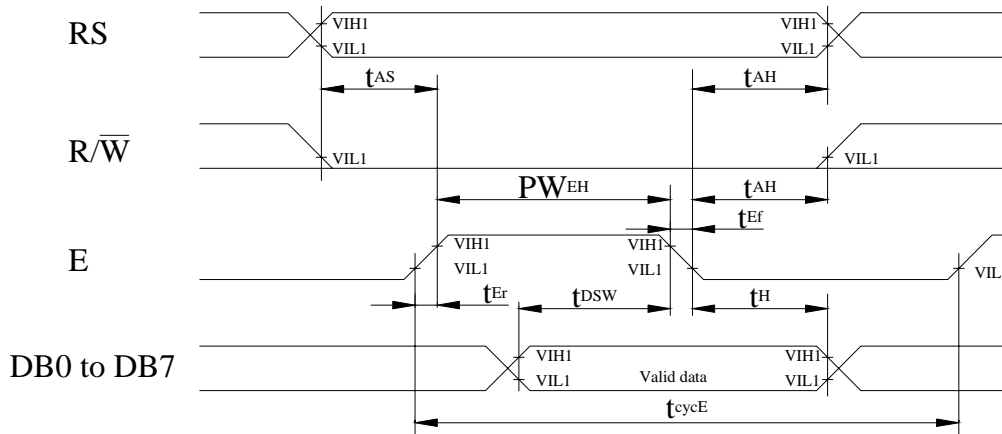 RS VIH1 VIH1
VIL1 VIL1
tAS tAH
R/W̅ VIL1 VIL1
PWEH tAH
tEf
E VIH1 VIH1
VIL1 VIL1 VIL
tEr tDSW tH
DB0 to DB7 VIH1 VIH1
VIL1 Valid data VIL1
tcycE